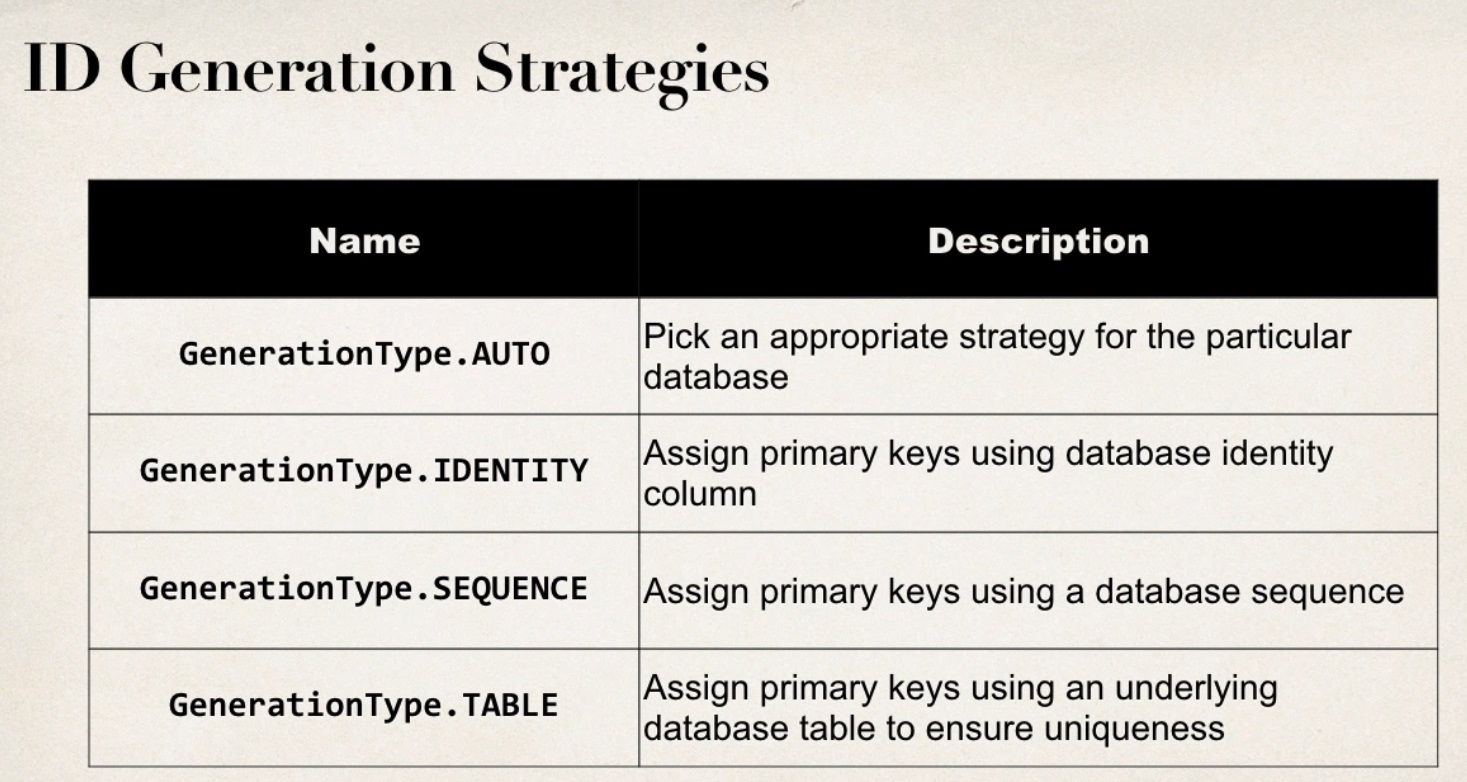 ID Generation Strategies
Name
Description
GenerationType.AUTO
Pick an appropriate strategy for the particular
database
GenerationType.IDENTITY
Assign primary keys using database identity
column
GenerationType.SEQUENCE
Assign primary keys using a database sequence
GenerationType.TABLE
Assign primary keys using an underlying
database table to ensure uniqueness